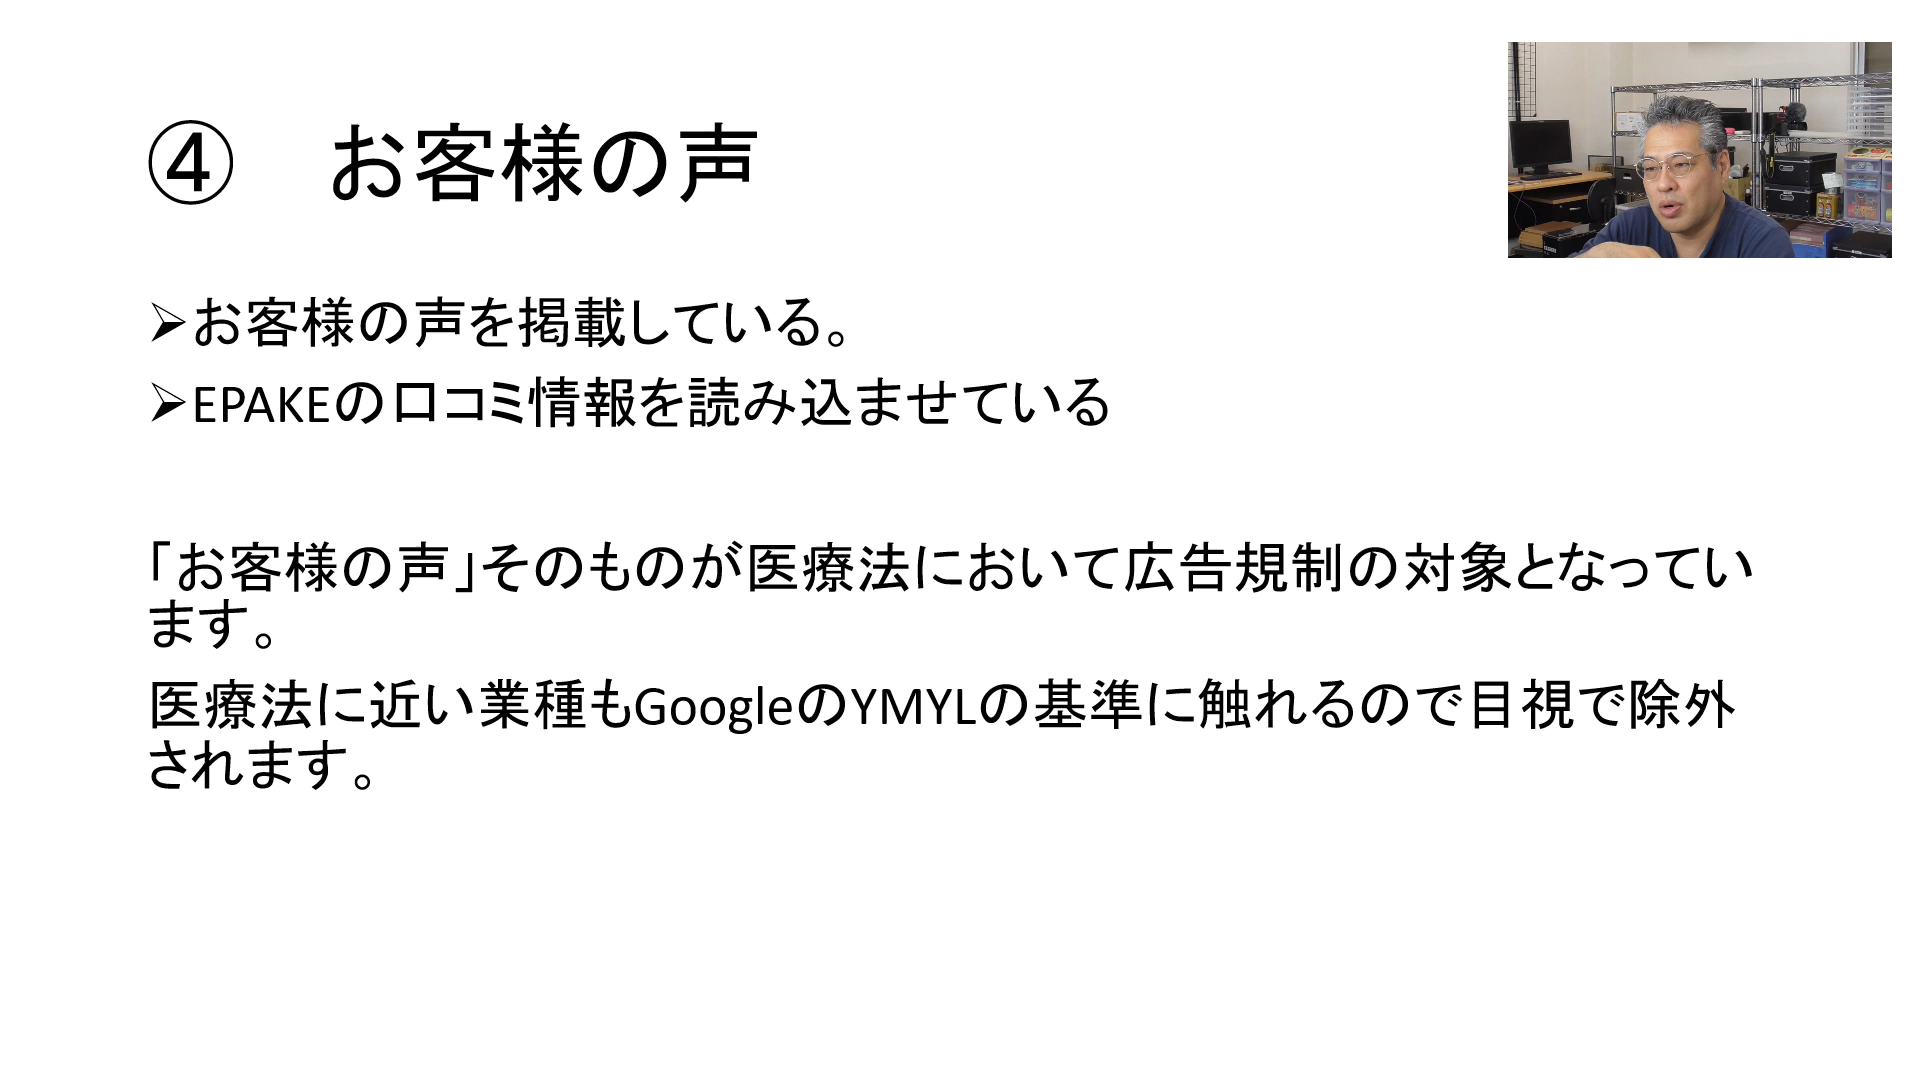 ④　お客様の声
➢お客様の声を掲載している。
➢EPAKEの口コミ情報を読み込ませている
「お客様の声」そのものが医療法において広告規制の対象となってい
ます。
医療法に近い業種もGoogleのYMYLの基準に触れるので目視で除外
されます。